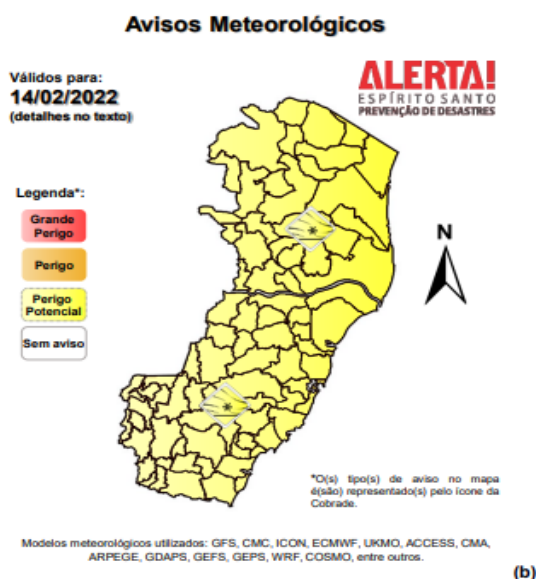 Avisos Meteorológicos
Válidos para:
14/02/2022
(detalhes no texto)
ALERTA!
ESPÍRITO SANTO
PREVENÇÃO DE DESASTRES
Legenda*:
Grande
Perigo
Perigo
Perigo
Potencial
Sem aviso
N
*O(s) tipo(s) de aviso no mapa
é(são) representado(s) pelo ícone da
Cobrade.
Modelos meteorológicos utilizados: GFS, CMC, ICON, ECMWF, UKMO, ACCESS, CMA,
ARPEGE, GDAPS, GEFS, GEPS, WRF, COSMO, entre outros.
(b)